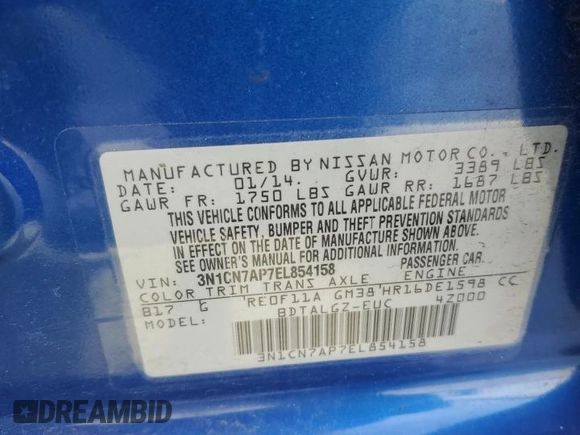 MANUFACTURED BY NISSAN MOTOR CO., LTD.
DATE: 01/14. GVWR: 3389 LBS
GAWR FR: 1750 LBS GAWR RR: 1687 LBS
THIS VEHICLE CONFORMS TO ALL APPLICABLE FEDERAL MOTOR
VEHICLE SAFETY, BUMPER AND THEFT PREVENTION STANDARDS
IN EFFECT ON THE DATE OF MANUFACTURE SHOWN ABOVE.
SEE OWNER'S MANUAL FOR ADDITIONAL INFORMATION.
VIN: 3N1CN7AP7EL854158 PASSENGER CAR.
COLOR TRIM TRANS AXLE ENGINE
B17 G RE0F11A GM38 HR16DE1598 CC
MODEL: BDTALGZ-EUC 4Z000
3N1CN7AP7EL854158
DREAMBID